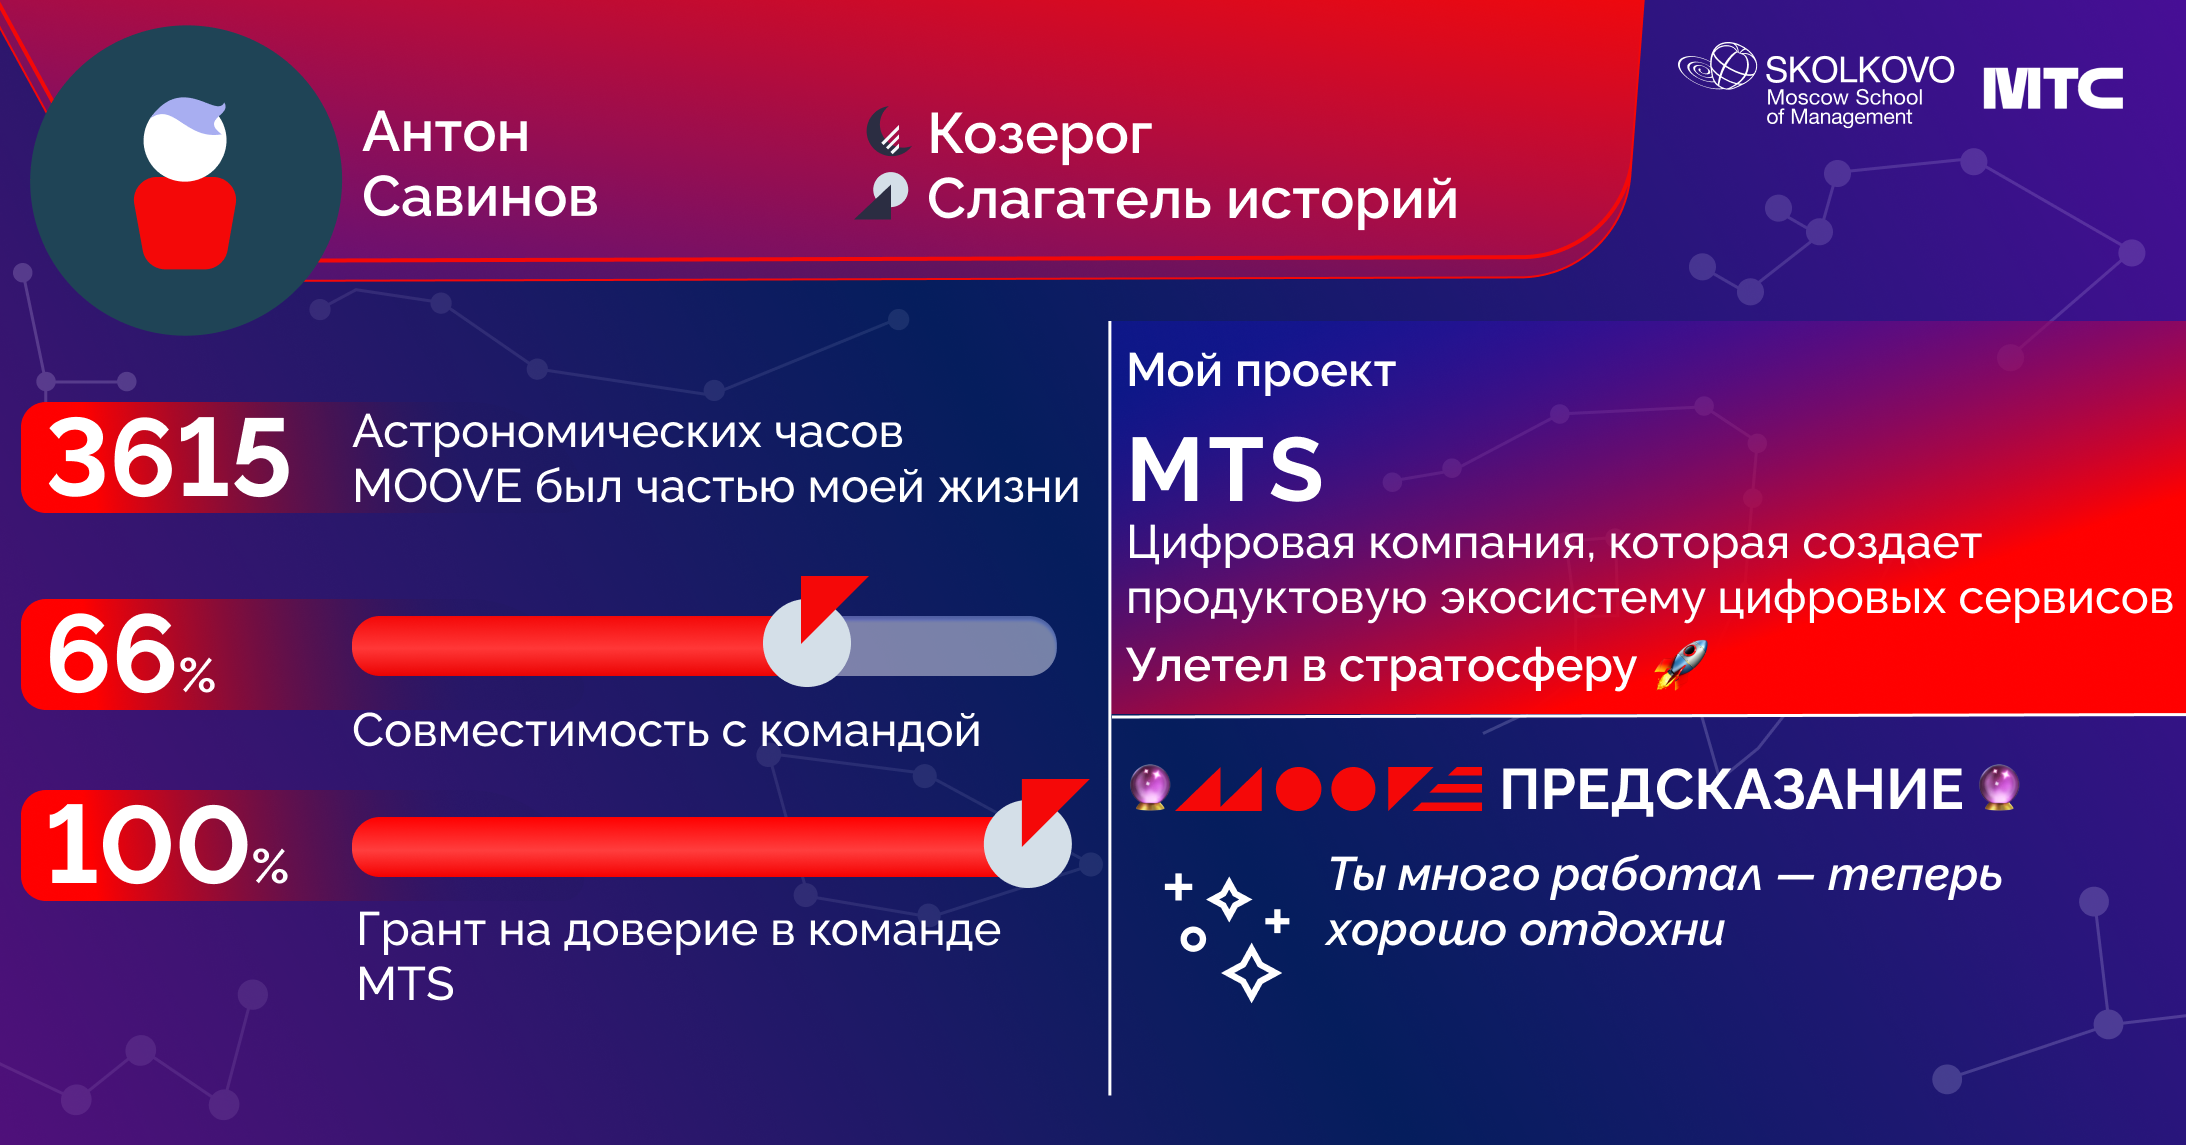 Антон
Савинов
Козерог
Слагатель историй
SKOLKOVO
Moscow School
of Management
МТС
3615
Астрономических часов
MOOVE был частью моей жизни
66%
Совместимость с командой
100%
Грант на доверие в команде
MTS
Мой проект
MTS
Цифровая компания, которая создает
продуктовую экосистему цифровых сервисов
Улетел в стратосферу 🚀
🔮 MOOVE ПРЕДСКАЗАНИЕ 🔮
Ты много работал — теперь
хорошо отдохни